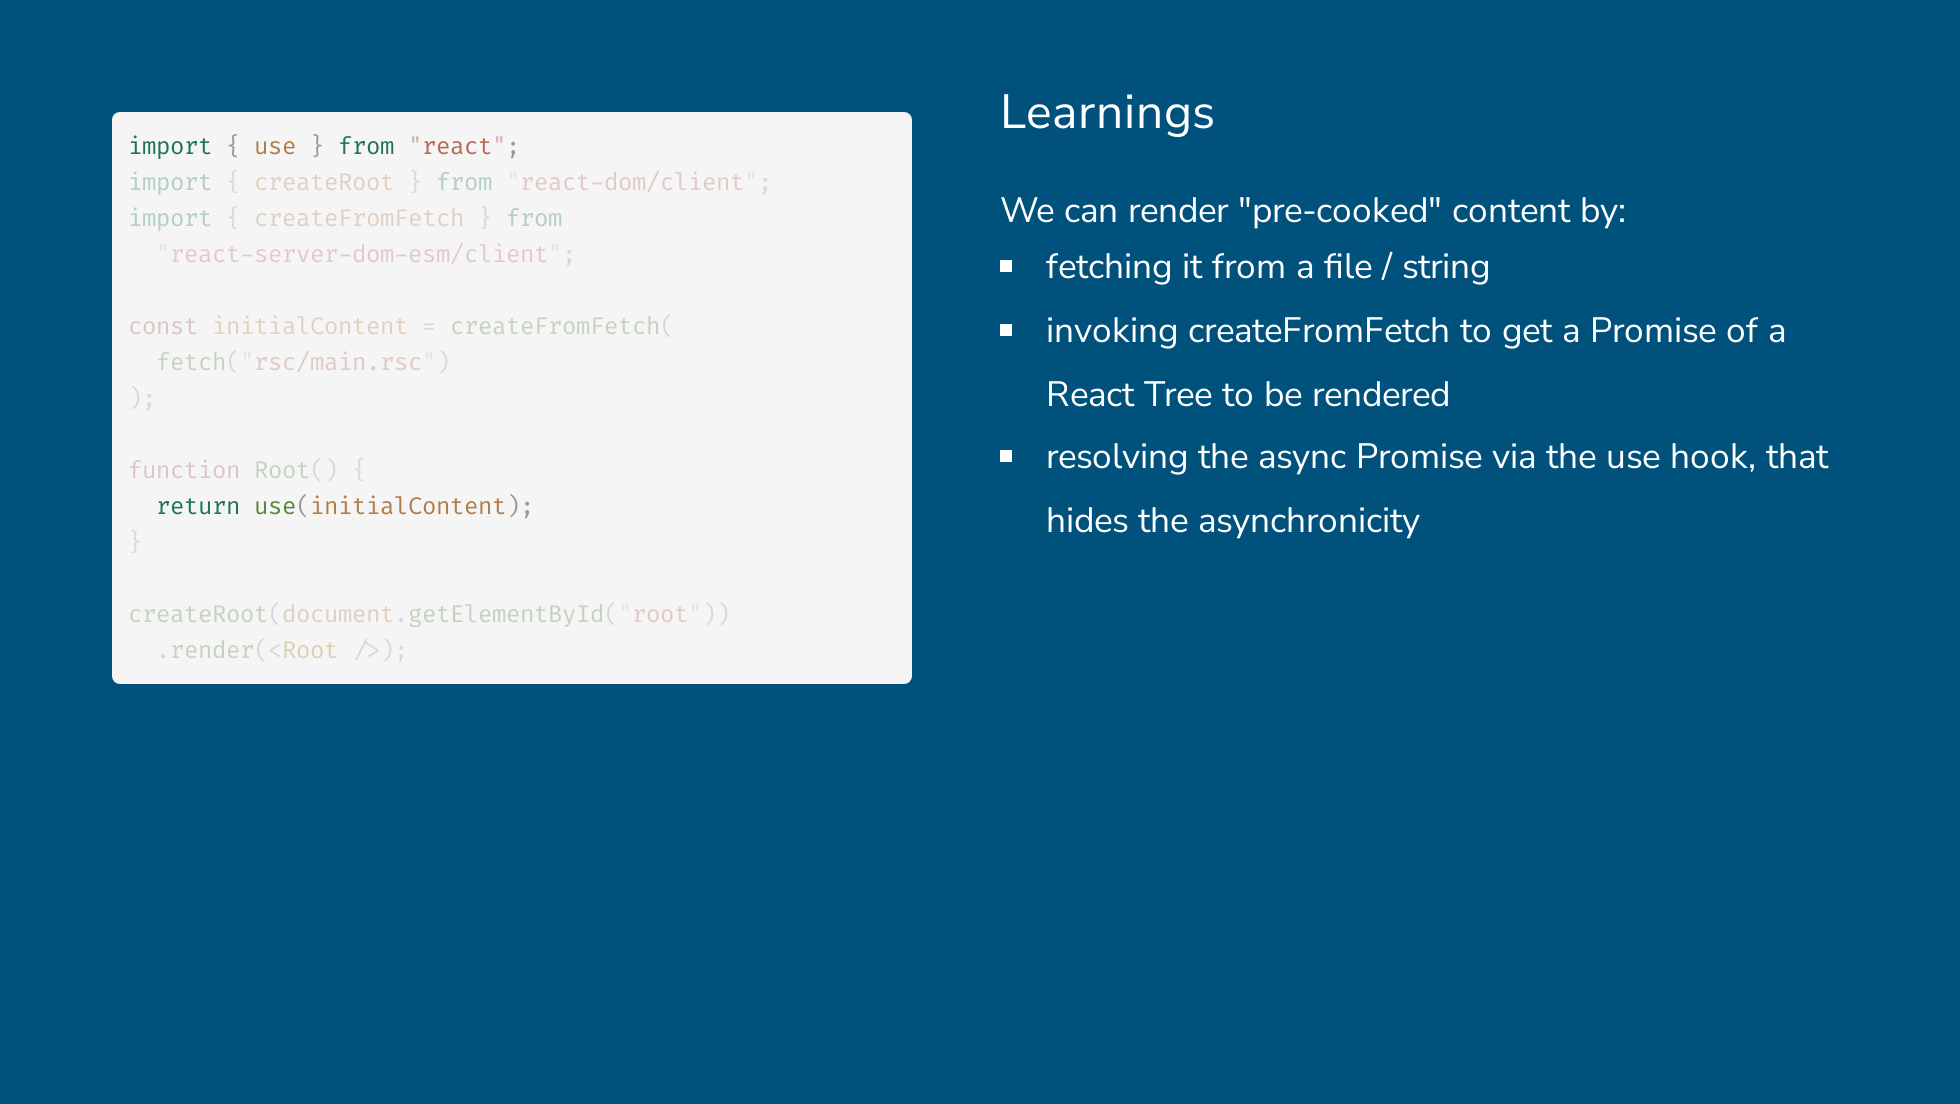 import { use } from "react";
import { createRoot } from "react-dom/client";
import { createFromFetch } from
  "react-server-dom-esm/client";

const initialContent = createFromFetch(
  fetch("rsc/main.rsc")
);

function Root() {
  return use(initialContent);
}

createRoot(document.getElementById("root"))
  .render(<Root />);
Learnings
We can render "pre-cooked" content by:
fetching it from a file / string
invoking createFromFetch to get a Promise of a
React Tree to be rendered
resolving the async Promise via the use hook, that
hides the asynchronicity